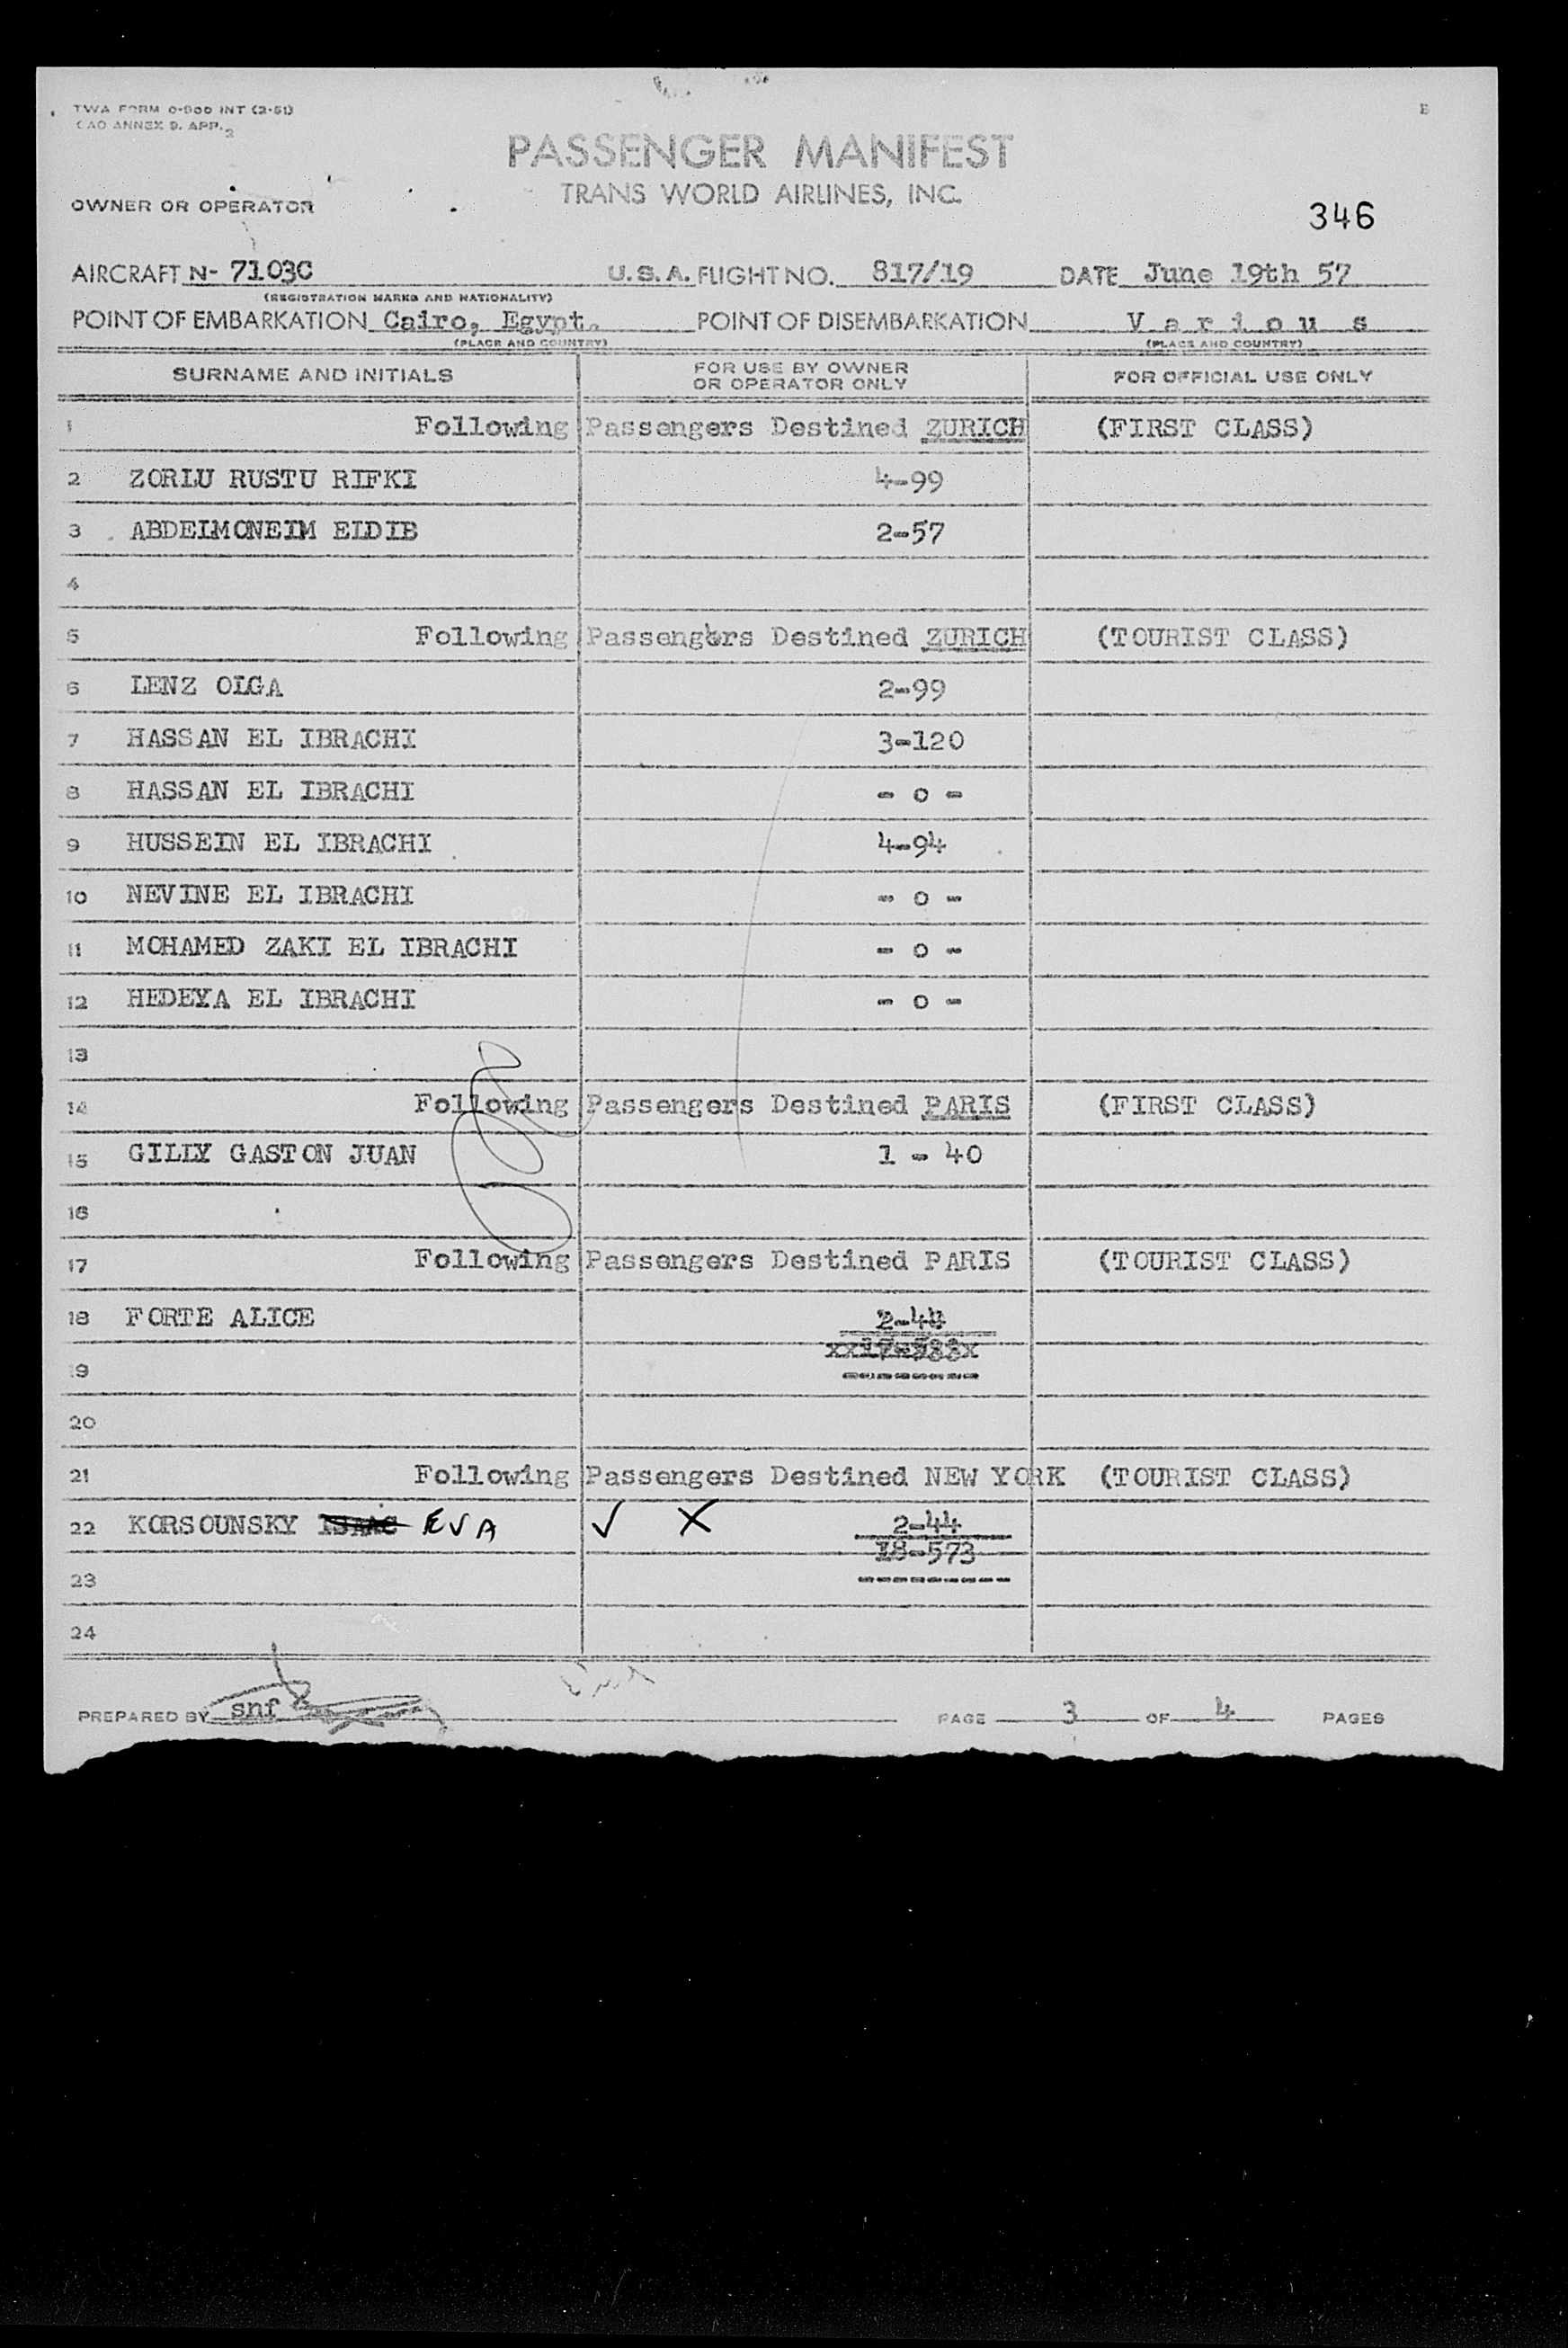 TWA FORM 0-900 INT (2-51)
ICAO ANNEX 9. APP. 2
PASSENGER MANIFEST
TRANS WORLD AIRLINES, INC.
OWNER OR OPERATOR
346
AIRCRAFT N- 7103C U.S.A. FLIGHT NO. 817/19 DATE June 19th 57
(REGISTRATION MARKS AND NATIONALITY)
POINT OF EMBARKATION Cairo, Egypt. POINT OF DISEMBARKATION V a r i o u s
(PLACE AND COUNTRY) (PLACE AND COUNTRY)
SURNAME AND INITIALS FOR USE BY OWNER OR OPERATOR ONLY FOR OFFICIAL USE ONLY
1 Following Passengers Destined ZURICH (FIRST CLASS)
2 ZORLU RUSTU RIFKI 4-99
3 ABDELMONEIM ELDIB 2-57
4
5 Following Passengers Destined ZURICH (TOURIST CLASS)
6 LENZ OLGA 2-99
7 HASSAN EL IBRACHI 3-120
8 HASSAN EL IBRACHI - o -
9 HUSSEIN EL IBRACHI 4-94
10 NEVINE EL IBRACHI - o -
11 MOHAMED ZAKI EL IBRACHI - o -
12 HEDEYA EL IBRACHI - o -
13
14 Following Passengers Destined PARIS (FIRST CLASS)
15 GILLY GASTON JUAN 1 - 40
16
17 Following Passengers Destined PARIS (TOURIST CLASS)
18 FORTE ALICE
19
20
21 Following Passengers Destined NEW YORK (TOURIST CLASS)
22 KORSOUNSKY ISAAC EVA ✓ X 2-44
18-573
23
24
PREPARED BY snf PAGE 3 OF 4 PAGES